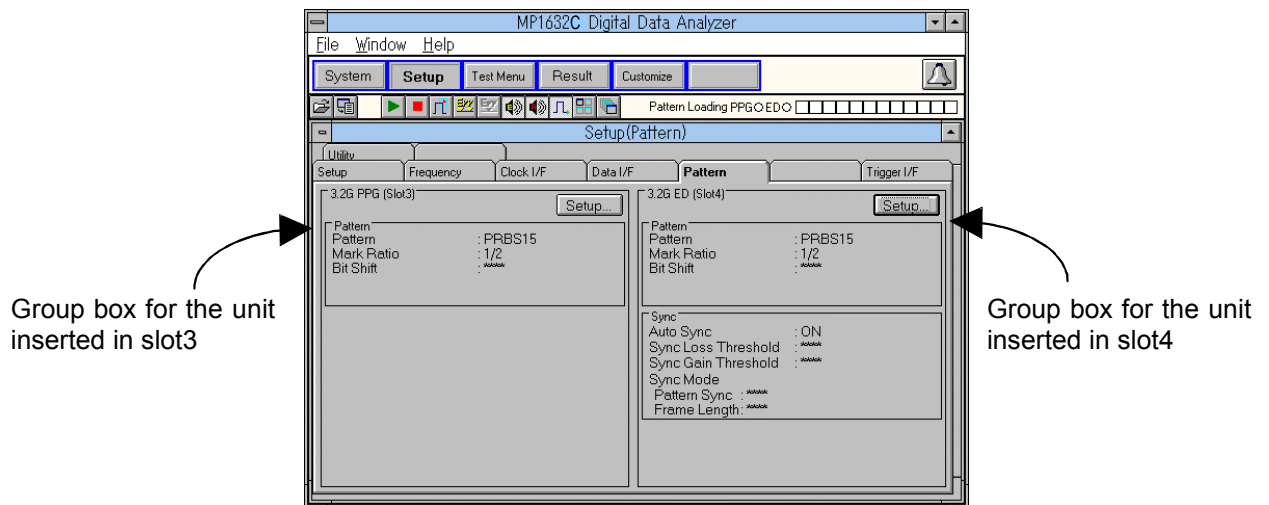 MP1632C Digital Data Analyzer
File Window Help
System Setup Test Menu Result Customize
Pattern Loading PPG ED
Setup(Pattern)
Utility
Setup Frequency Clock I/F Data I/F Pattern Trigger I/F
3.2G PPG (Slot3)
Setup...
Pattern
Pattern : PRBS15
Mark Ratio : 1/2
Bit Shift : ****
3.2G ED (Slot4)
Setup...
Pattern
Pattern : PRBS15
Mark Ratio : 1/2
Bit Shift : ****
Sync
Auto Sync : ON
Sync Loss Threshold : ****
Sync Gain Threshold : ****
Sync Mode
Pattern Sync : ****
Frame Length: ****
Group box for the unit
inserted in slot3
Group box for the unit
inserted in slot4